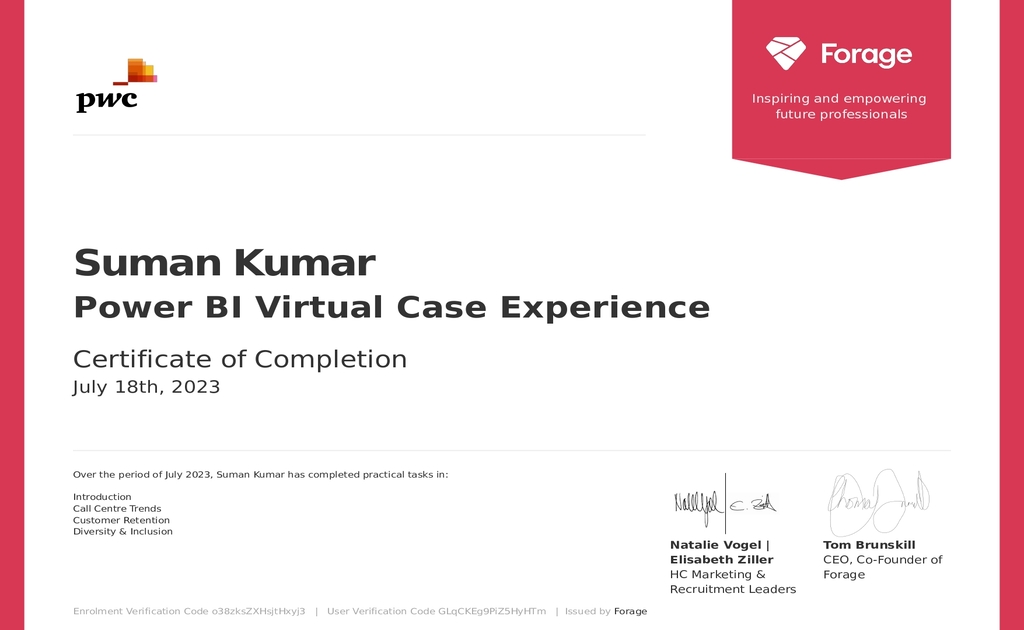 pwc
Forage
Inspiring and empowering
future professionals
Suman Kumar
Power BI Virtual Case Experience
Certificate of Completion
July 18th, 2023
Over the period of July 2023, Suman Kumar has completed practical tasks in:
Introduction
Call Centre Trends
Customer Retention
Diversity & Inclusion
Natalie Vogel |
Elisabeth Ziller
HC Marketing &
Recruitment Leaders
Tom Brunskill
CEO, Co-Founder of
Forage
Enrolment Verification Code o38zksZXHsjtHxyj3 | User Verification Code GLqCKEg9PiZ5HyHTm | Issued by Forage